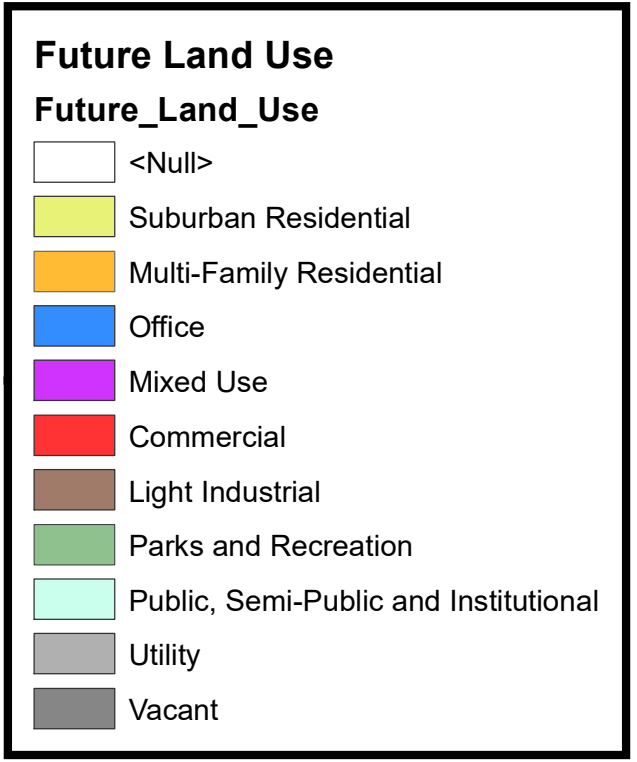 Future Land Use
Future_Land_Use
<Null>
Suburban Residential
Multi-Family Residential
Office
Mixed Use
Commercial
Light Industrial
Parks and Recreation
Public, Semi-Public and Institutional
Utility
Vacant